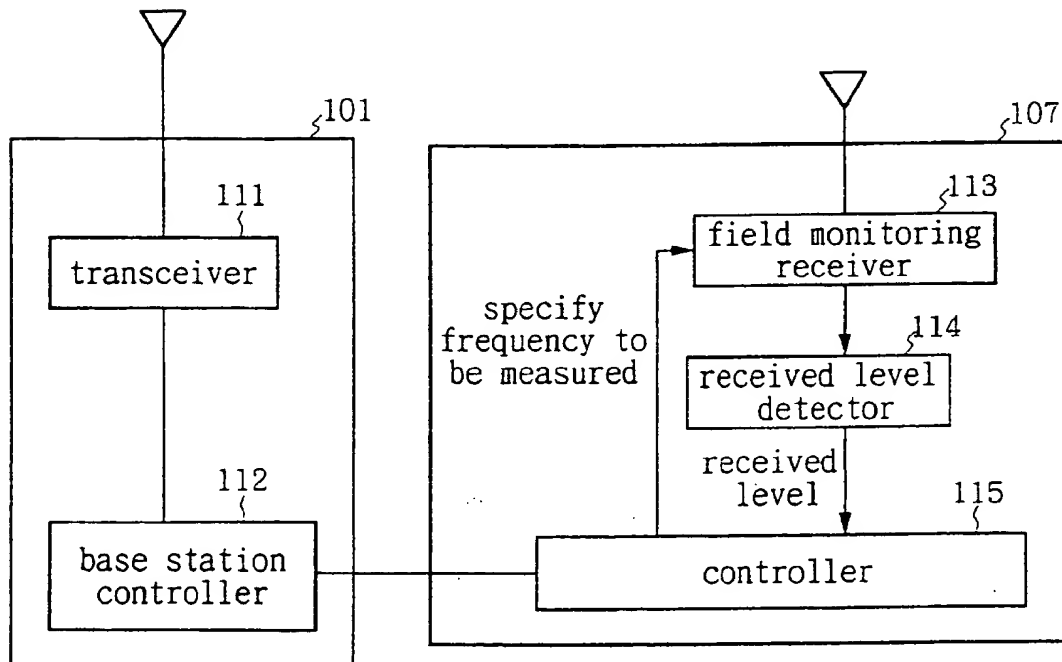 101
111
transceiver
112
base station
controller
107
113
field monitoring
receiver
specify
frequency to
be measured
114
received level
detector
received
level
115
controller